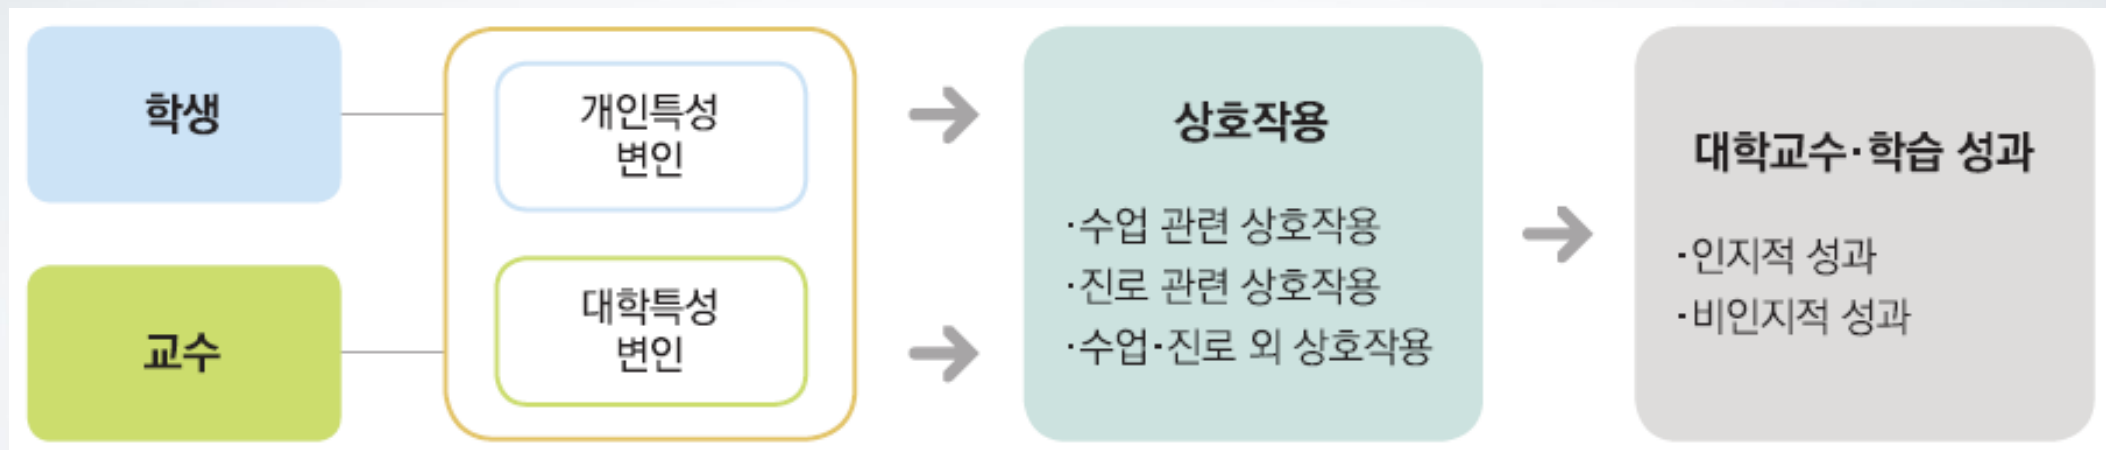 학생
교수
개인특성
변인
대학특성
변인
상호작용
·수업 관련 상호작용
·진로 관련 상호작용
·수업·진로 외 상호작용
대학교수·학습 성과
-인지적 성과
-비인지적 성과